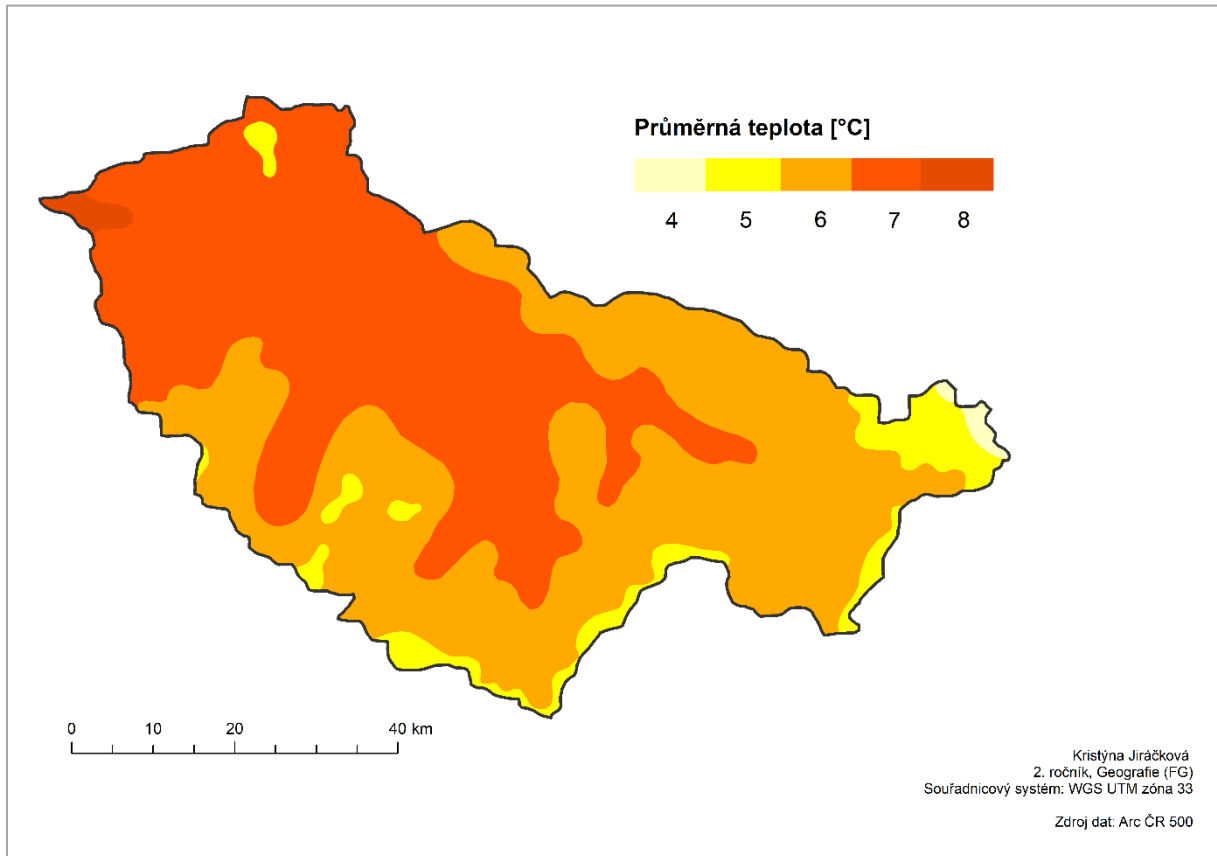 Průměrná teplota [°C]
4 5 6 7 8
0 10 20 40 km
Kristýna Jiráčková
2. ročník, Geografie (FG)
Souřadnicový systém: WGS UTM zóna 33
Zdroj dat: Arc ČR 500